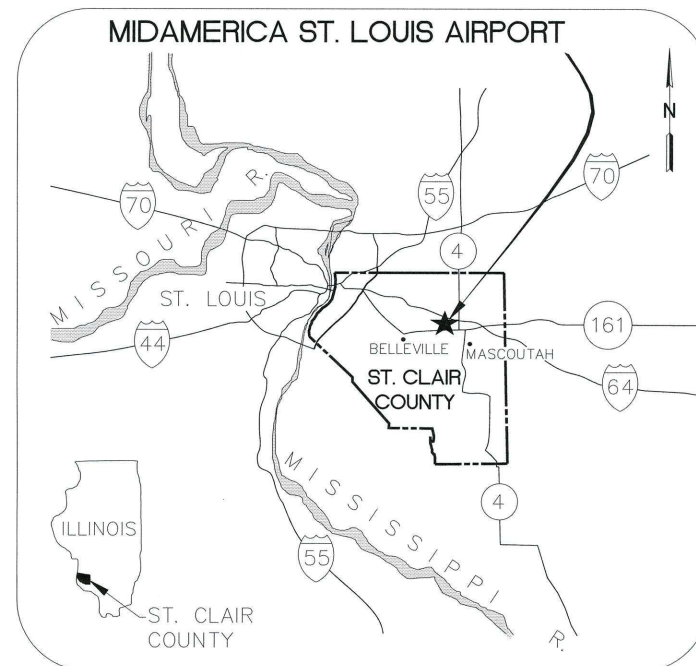 MIDAMERICA ST. LOUIS AIRPORT
N
70
55
70
4
MISSOURI R.
ST. LOUIS
161
44
BELLEVILLE
MASCOUTAH
ST. CLAIR
COUNTY
64
MISSISSIPPI R.
4
ILLINOIS
55
ST. CLAIR
COUNTY